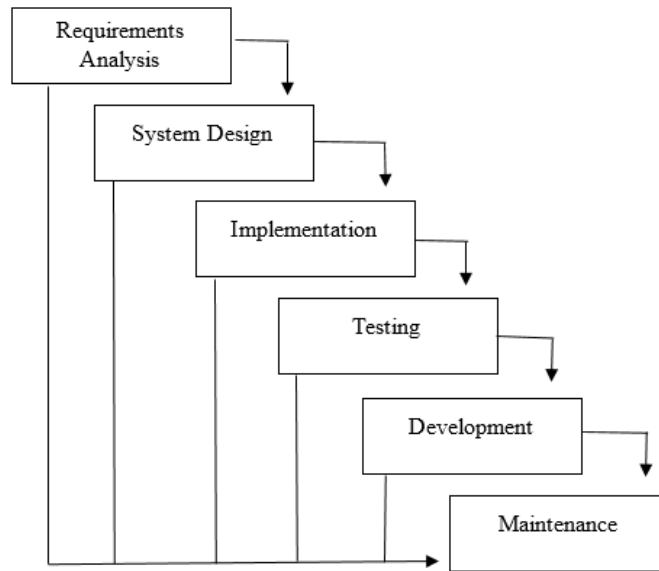 Requirements
Analysis
System Design
Implementation
Testing
Development
Maintenance